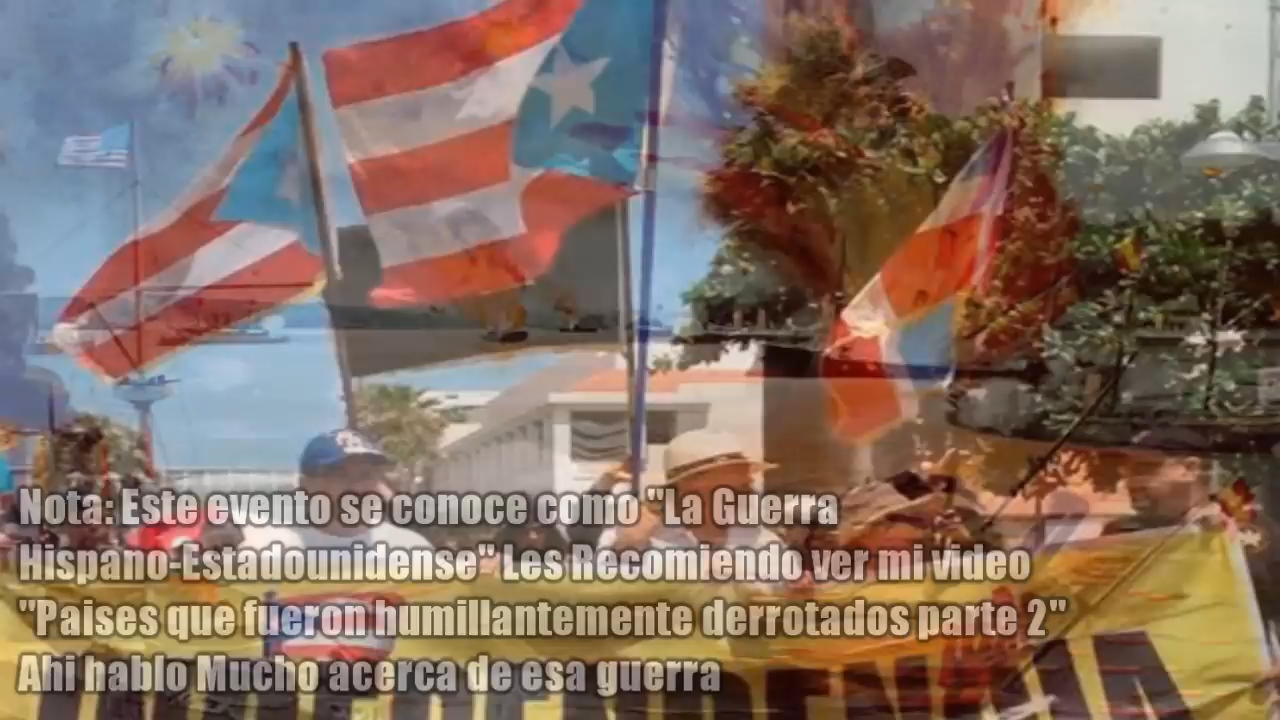 Nota: Este evento se conoce como "La Guerra
Hispano-Estadounidense" Les Recomiendo ver mi video
"Paises que fueron humillantemente derrotados parte 2"
Ahi hablo Mucho acerca de esa guerra
INDEPENDENCIA